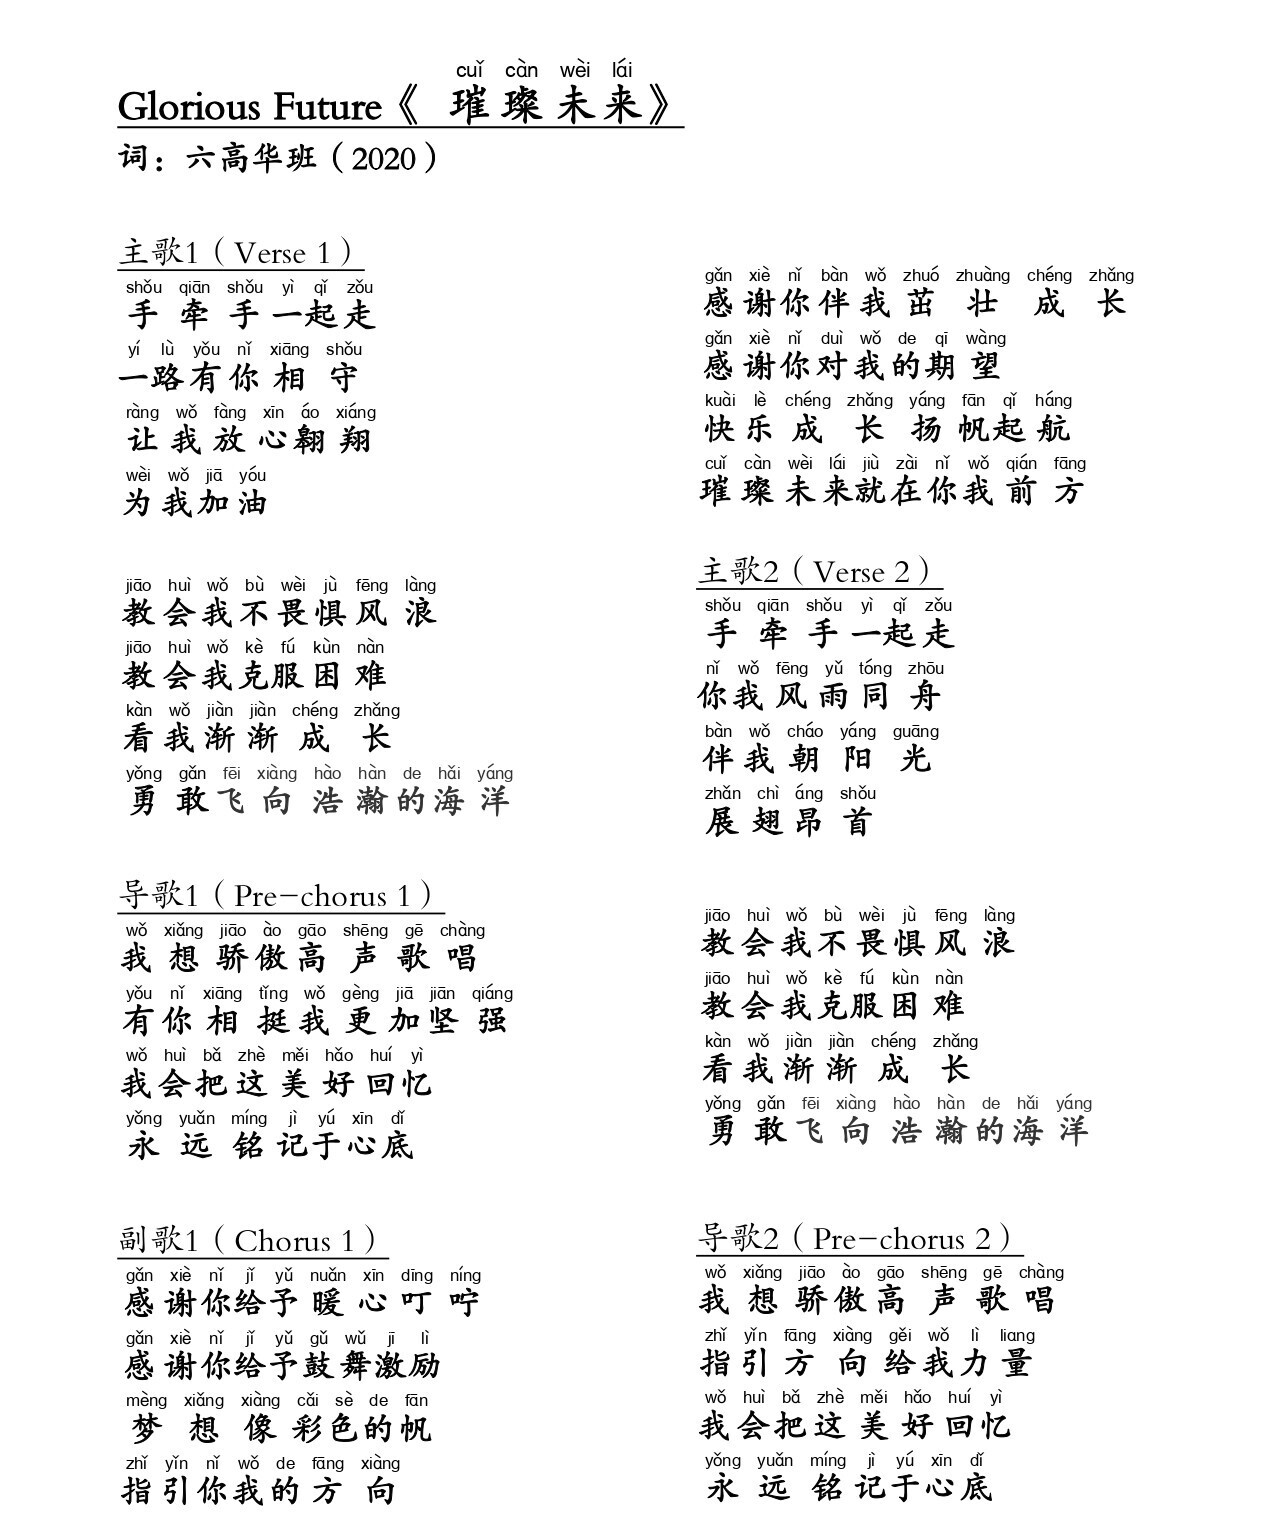 cuǐ càn wèi lái
Glorious Future《 璀璨未来》
词：六高华班（2020）
主歌1（Verse 1）
shǒu qiān shǒu yì qǐ zǒu
手牵手一起走
yí lù yǒu nǐ xiāng shǒu
一路有你相守
ràng wǒ fàng xīn áo xiáng
让我放心翱翔
wèi wǒ jiā yóu
为我加油
jiāo huì wǒ bù wèi jù fēng làng
教会我不畏惧风浪
jiāo huì wǒ kè fú kùn nàn
教会我克服困难
kàn wǒ jiàn jiàn chéng zhǎng
看我渐渐成长
yǒng gǎn fēi xiàng hào hàn de hǎi yáng
勇敢飞向浩瀚的海洋
导歌1（Pre-chorus 1）
wǒ xiǎng jiāo ào gāo shēng gē chàng
我想骄傲高声歌唱
yǒu nǐ xiāng tǐng wǒ gèng jiā jiān qiáng
有你相挺我更加坚强
wǒ huì bǎ zhè měi hǎo huí yì
我会把这美好回忆
yǒng yuǎn míng jì yú xīn dǐ
永远铭记于心底
副歌1（Chorus 1）
gǎn xiè nǐ jǐ yǔ nuǎn xīn dīng níng
感谢你给予暖心叮咛
gǎn xiè nǐ jǐ yǔ gǔ wǔ jī lì
感谢你给予鼓舞激励
mèng xiǎng xiàng cǎi sè de fān
梦想像彩色的帆
zhǐ yǐn nǐ wǒ de fāng xiàng
指引你我的方向
gǎn xiè nǐ bàn wǒ zhuó zhuàng chéng zhǎng
感谢你伴我茁壮成长
gǎn xiè nǐ duì wǒ de qī wàng
感谢你对我的期望
kuài lè chéng zhǎng yáng fān qǐ háng
快乐成长扬帆起航
cuǐ càn wèi lái jiù zài nǐ wǒ qián fāng
璀璨未来就在你我前方
主歌2（Verse 2）
shǒu qiān shǒu yì qǐ zǒu
手牵手一起走
nǐ wǒ fēng yǔ tóng zhōu
你我风雨同舟
bàn wǒ cháo yáng guāng
伴我朝阳光
zhǎn chì áng shǒu
展翅昂首
jiāo huì wǒ bù wèi jù fēng làng
教会我不畏惧风浪
jiāo huì wǒ kè fú kùn nàn
教会我克服困难
kàn wǒ jiàn jiàn chéng zhǎng
看我渐渐成长
yǒng gǎn fēi xiàng hào hàn de hǎi yáng
勇敢飞向浩瀚的海洋
导歌2（Pre-chorus 2）
wǒ xiǎng jiāo ào gāo shēng gē chàng
我想骄傲高声歌唱
zhǐ yǐn fāng xiàng gěi wǒ lì liang
指引方向给我力量
wǒ huì bǎ zhè měi hǎo huí yì
我会把这美好回忆
yǒng yuǎn míng jì yú xīn dǐ
永远铭记于心底